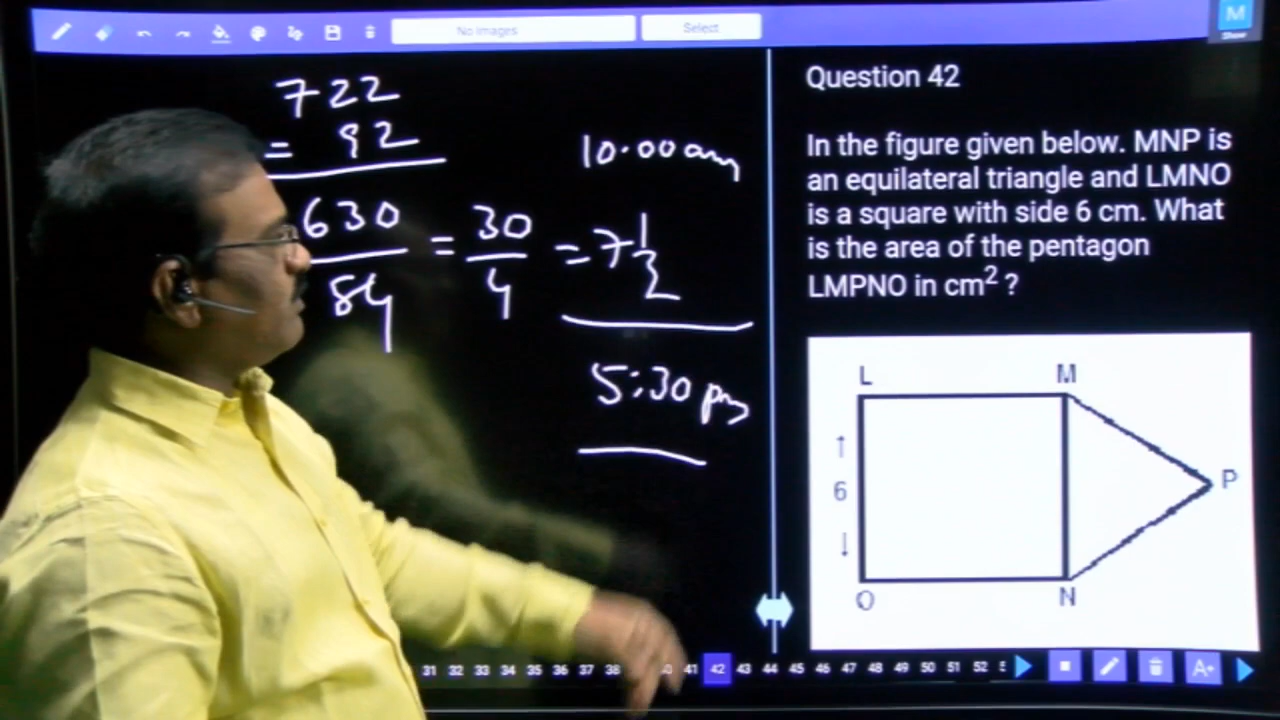 No images
Select
M
Show
722
= 92
630 = 30 = 7 1/2
84 4
10.00 am
5:30 pm
Question 42
In the figure given below. MNP is
an equilateral triangle and LMNO
is a square with side 6 cm. What
is the area of the pentagon
LMPNO in cm² ?
L M
↑
6
↓
P
O N
31 32 33 34 35 36 37 38 41 42 43 44 45 46 47 48 49 50 51 52
A+